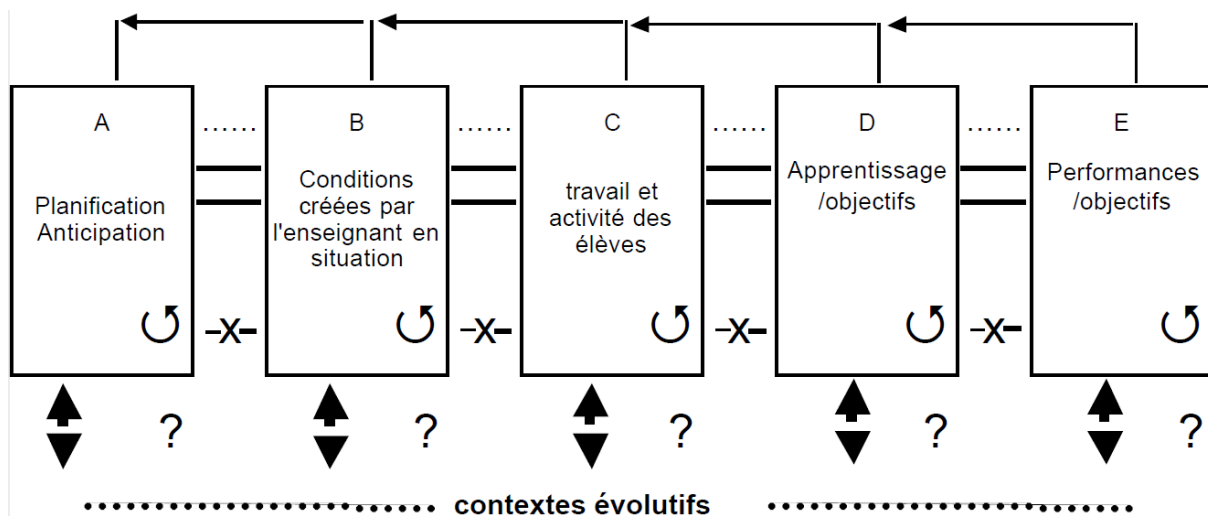 A
......
B
......
C
......
D
......
E
Planification
Anticipation
Conditions
créées par
l'enseignant en
situation
travail et
activité des
élèves
Apprentissage
/objectifs
Performances
/objectifs
-x-
-x-
-x-
-x-
?
?
?
?
?
contextes évolutifs